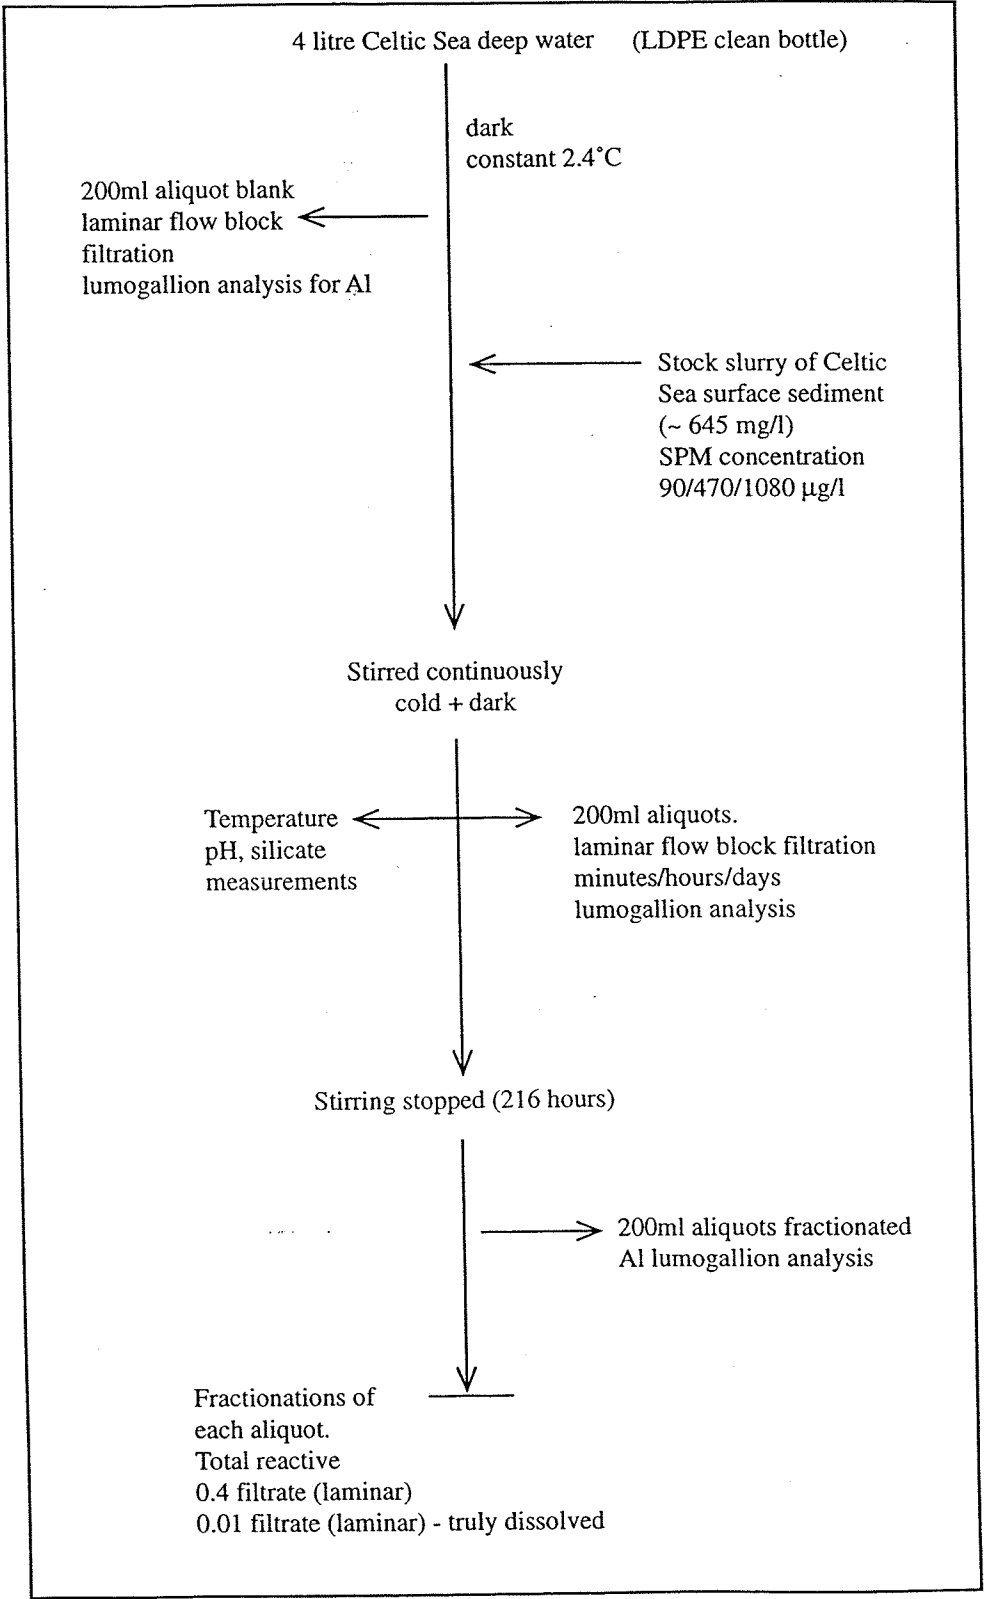 4 litre Celtic Sea deep water (LDPE clean bottle)
dark
constant 2.4°C
200ml aliquot blank
laminar flow block
filtration
lumogallion analysis for Al
Stock slurry of Celtic
Sea surface sediment
(~ 645 mg/l)
SPM concentration
90/470/1080 µg/l
Stirred continuously
cold + dark
Temperature
pH, silicate
measurements
200ml aliquots.
laminar flow block filtration
minutes/hours/days
lumogallion analysis
Stirring stopped (216 hours)
200ml aliquots fractionated
Al lumogallion analysis
Fractionations of
each aliquot.
Total reactive
0.4 filtrate (laminar)
0.01 filtrate (laminar) - truly dissolved